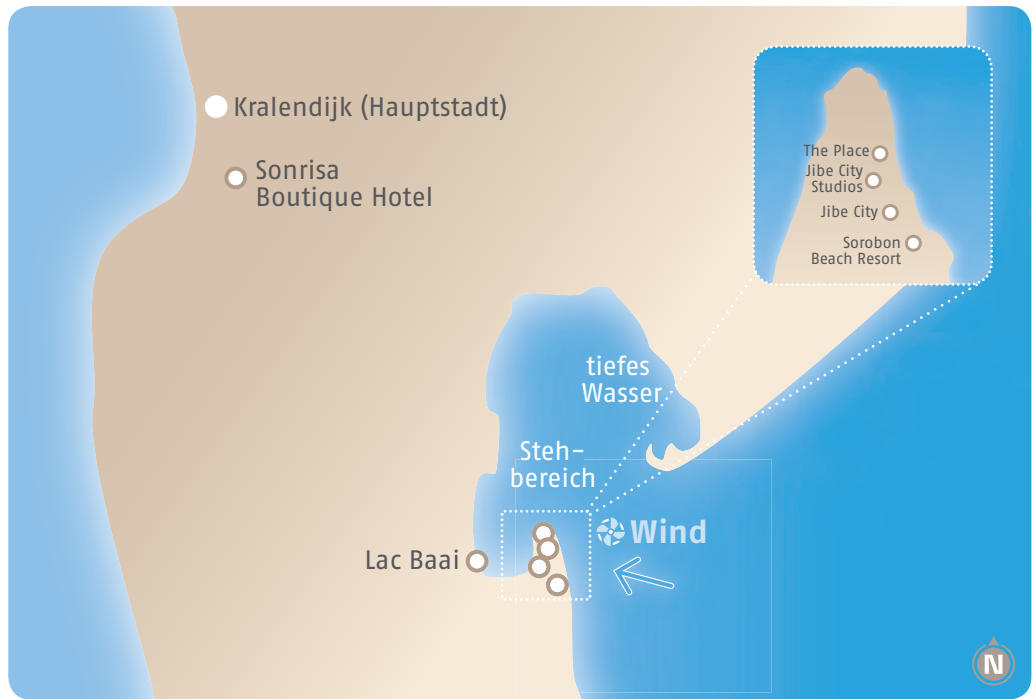 Kralendijk (Hauptstadt)
Sonrisa
Boutique Hotel
The Place
Jibe City
Studios
Jibe City
Sorobon
Beach Resort
tiefes
Wasser
Steh-
bereich
Wind
Lac Baai
N